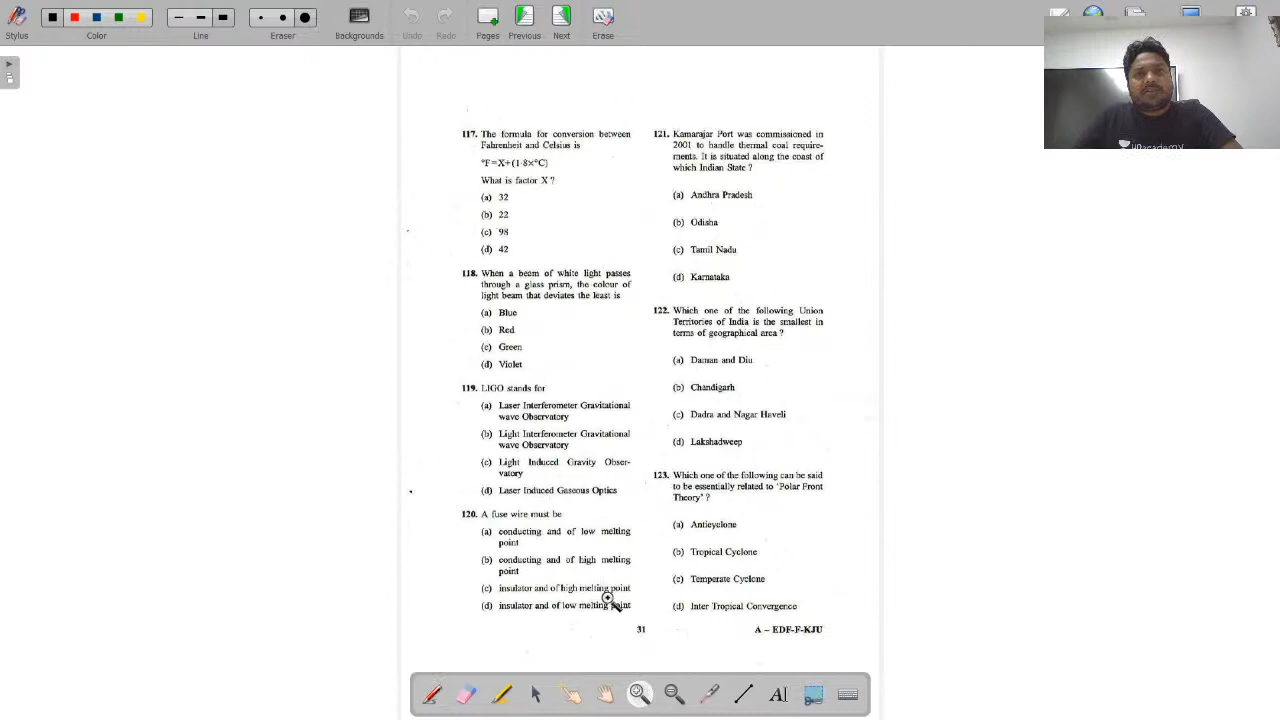 Stylus
Color
Line
Eraser
Backgrounds
Undo
Redo
Pages
Previous
Next
Erase
117. The formula for conversion between
Fahrenheit and Celsius is
°F=X+(1·8×°C)
What is factor X ?
(a) 32
(b) 22
(c) 98
(d) 42
118. When a beam of white light passes
through a glass prism, the colour of
light beam that deviates the least is
(a) Blue
(b) Red
(c) Green
(d) Violet
119. LIGO stands for
(a) Laser Interferometer Gravitational
wave Observatory
(b) Light Interferometer Gravitational
wave Observatory
(c) Light Induced Gravity Obser-
vatory
(d) Laser Induced Gaseous Optics
120. A fuse wire must be
(a) conducting and of low melting
point
(b) conducting and of high melting
point
(c) insulator and of high melting point
(d) insulator and of low melting point
121. Kamarajar Port was commissioned in
2001 to handle thermal coal require-
ments. It is situated along the coast of
which Indian State ?
(a) Andhra Pradesh
(b) Odisha
(c) Tamil Nadu
(d) Karnataka
122. Which one of the following Union
Territories of India is the smallest in
terms of geographical area ?
(a) Daman and Diu
(b) Chandigarh
(c) Dadra and Nagar Haveli
(d) Lakshadweep
123. Which one of the following can be said
to be essentially related to ‘Polar Front
Theory’ ?
(a) Anticyclone
(b) Tropical Cyclone
(c) Temperate Cyclone
(d) Inter Tropical Convergence
31
A – EDF-F-KJU